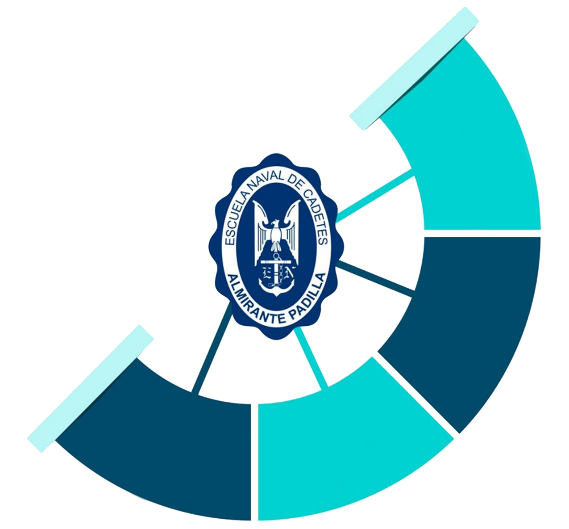 ESCUELA NAVAL DE CADETES
E N
ALMIRANTE PADILLA